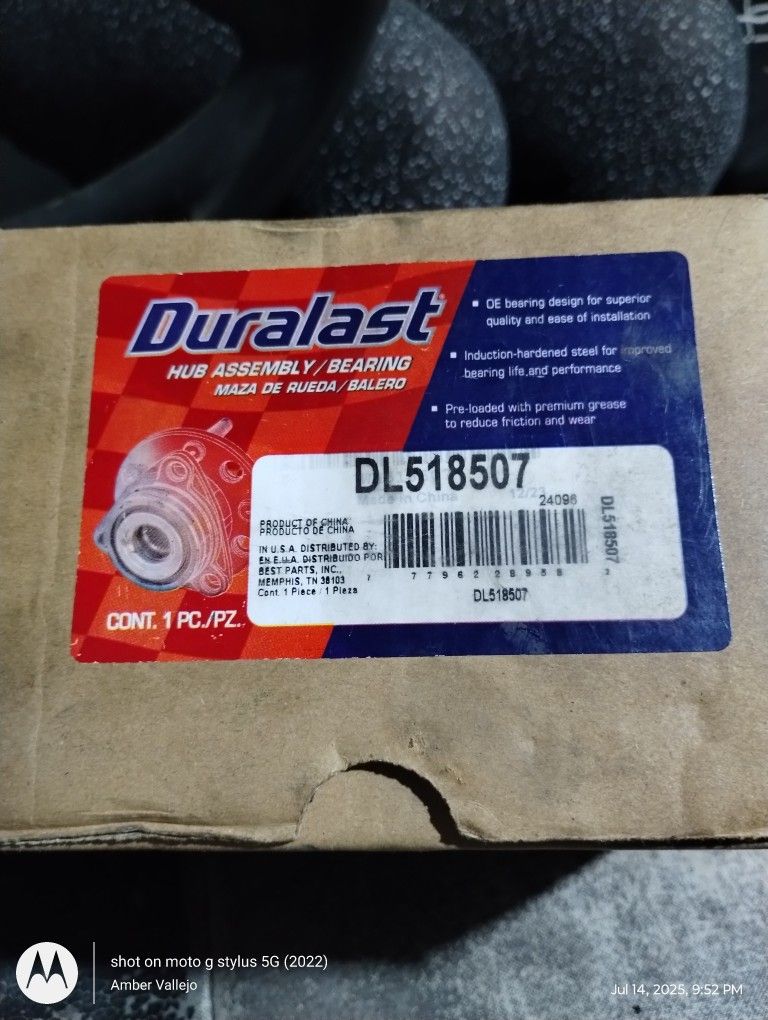 Duralast
HUB ASSEMBLY/BEARING
MAZA DE RUEDA/BALERO
▪ OE bearing design for superior
quality and ease of installation
▪ Induction-hardened steel for improved
bearing life,and performance
▪ Pre-loaded with premium grease
to reduce friction and wear
DL518507
Made in China 12/22
24096
PRODUCT OF CHINA
PRODUCTO DE CHINA
IN U.S.A. DISTRIBUTED BY:
EN E.U.A. DISTRIBUIDO POR
BEST PARTS, INC.,
MEMPHIS, TN 38103
Cont. 1 Piece / 1 Pieza
DL518507
DL518507
CONT. 1 PC./PZ.
shot on moto g stylus 5G (2022)
Amber Vallejo
Jul 14, 2025, 9:52 PM